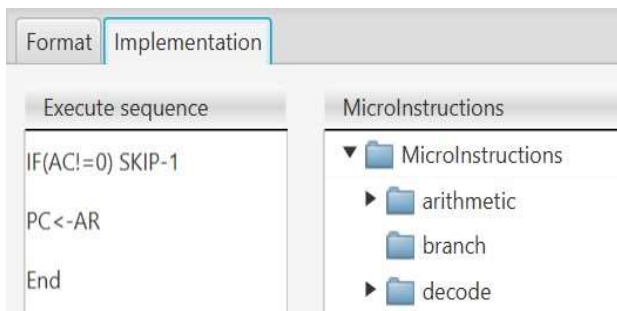 Format Implementation
Execute sequence
IF(AC!=0) SKIP-1
PC<-AR
End
MicroInstructions
MicroInstructions
arithmetic
branch
decode